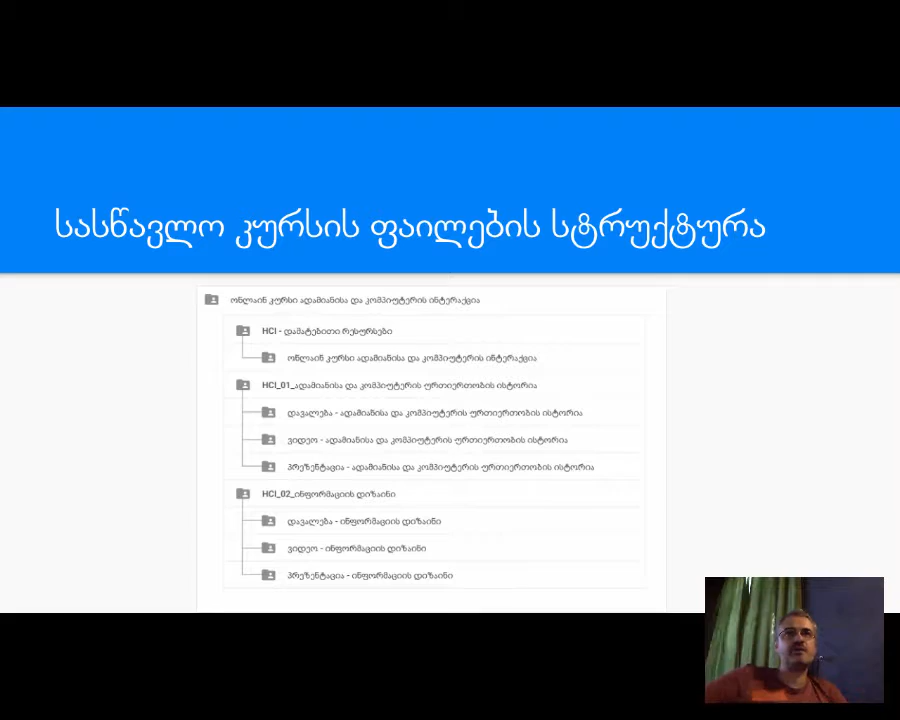 სასწავლო კურსის ფაილების სტრუქტურა
ონლაინ კურსი ადამიანისა და კომპიუტერის ინტერაქცია
HCI - დამატებითი რესურსები
ონლაინ კურსი ადამიანისა და კომპიუტერის ინტერაქცია
HCI_01_ადამიანისა და კომპიუტერის ურთიერთობის ისტორია
დავალება - ადამიანისა და კომპიუტერის ურთიერთობის ისტორია
ვიდეო - ადამიანისა და კომპიუტერის ურთიერთობის ისტორია
პრეზენტაცია - ადამიანისა და კომპიუტერის ურთიერთობის ისტორია
HCI_02_ინფორმაციის დიზაინი
დავალება - ინფორმაციის დიზაინი
ვიდეო - ინფორმაციის დიზაინი
პრეზენტაცია - ინფორმაციის დიზაინი